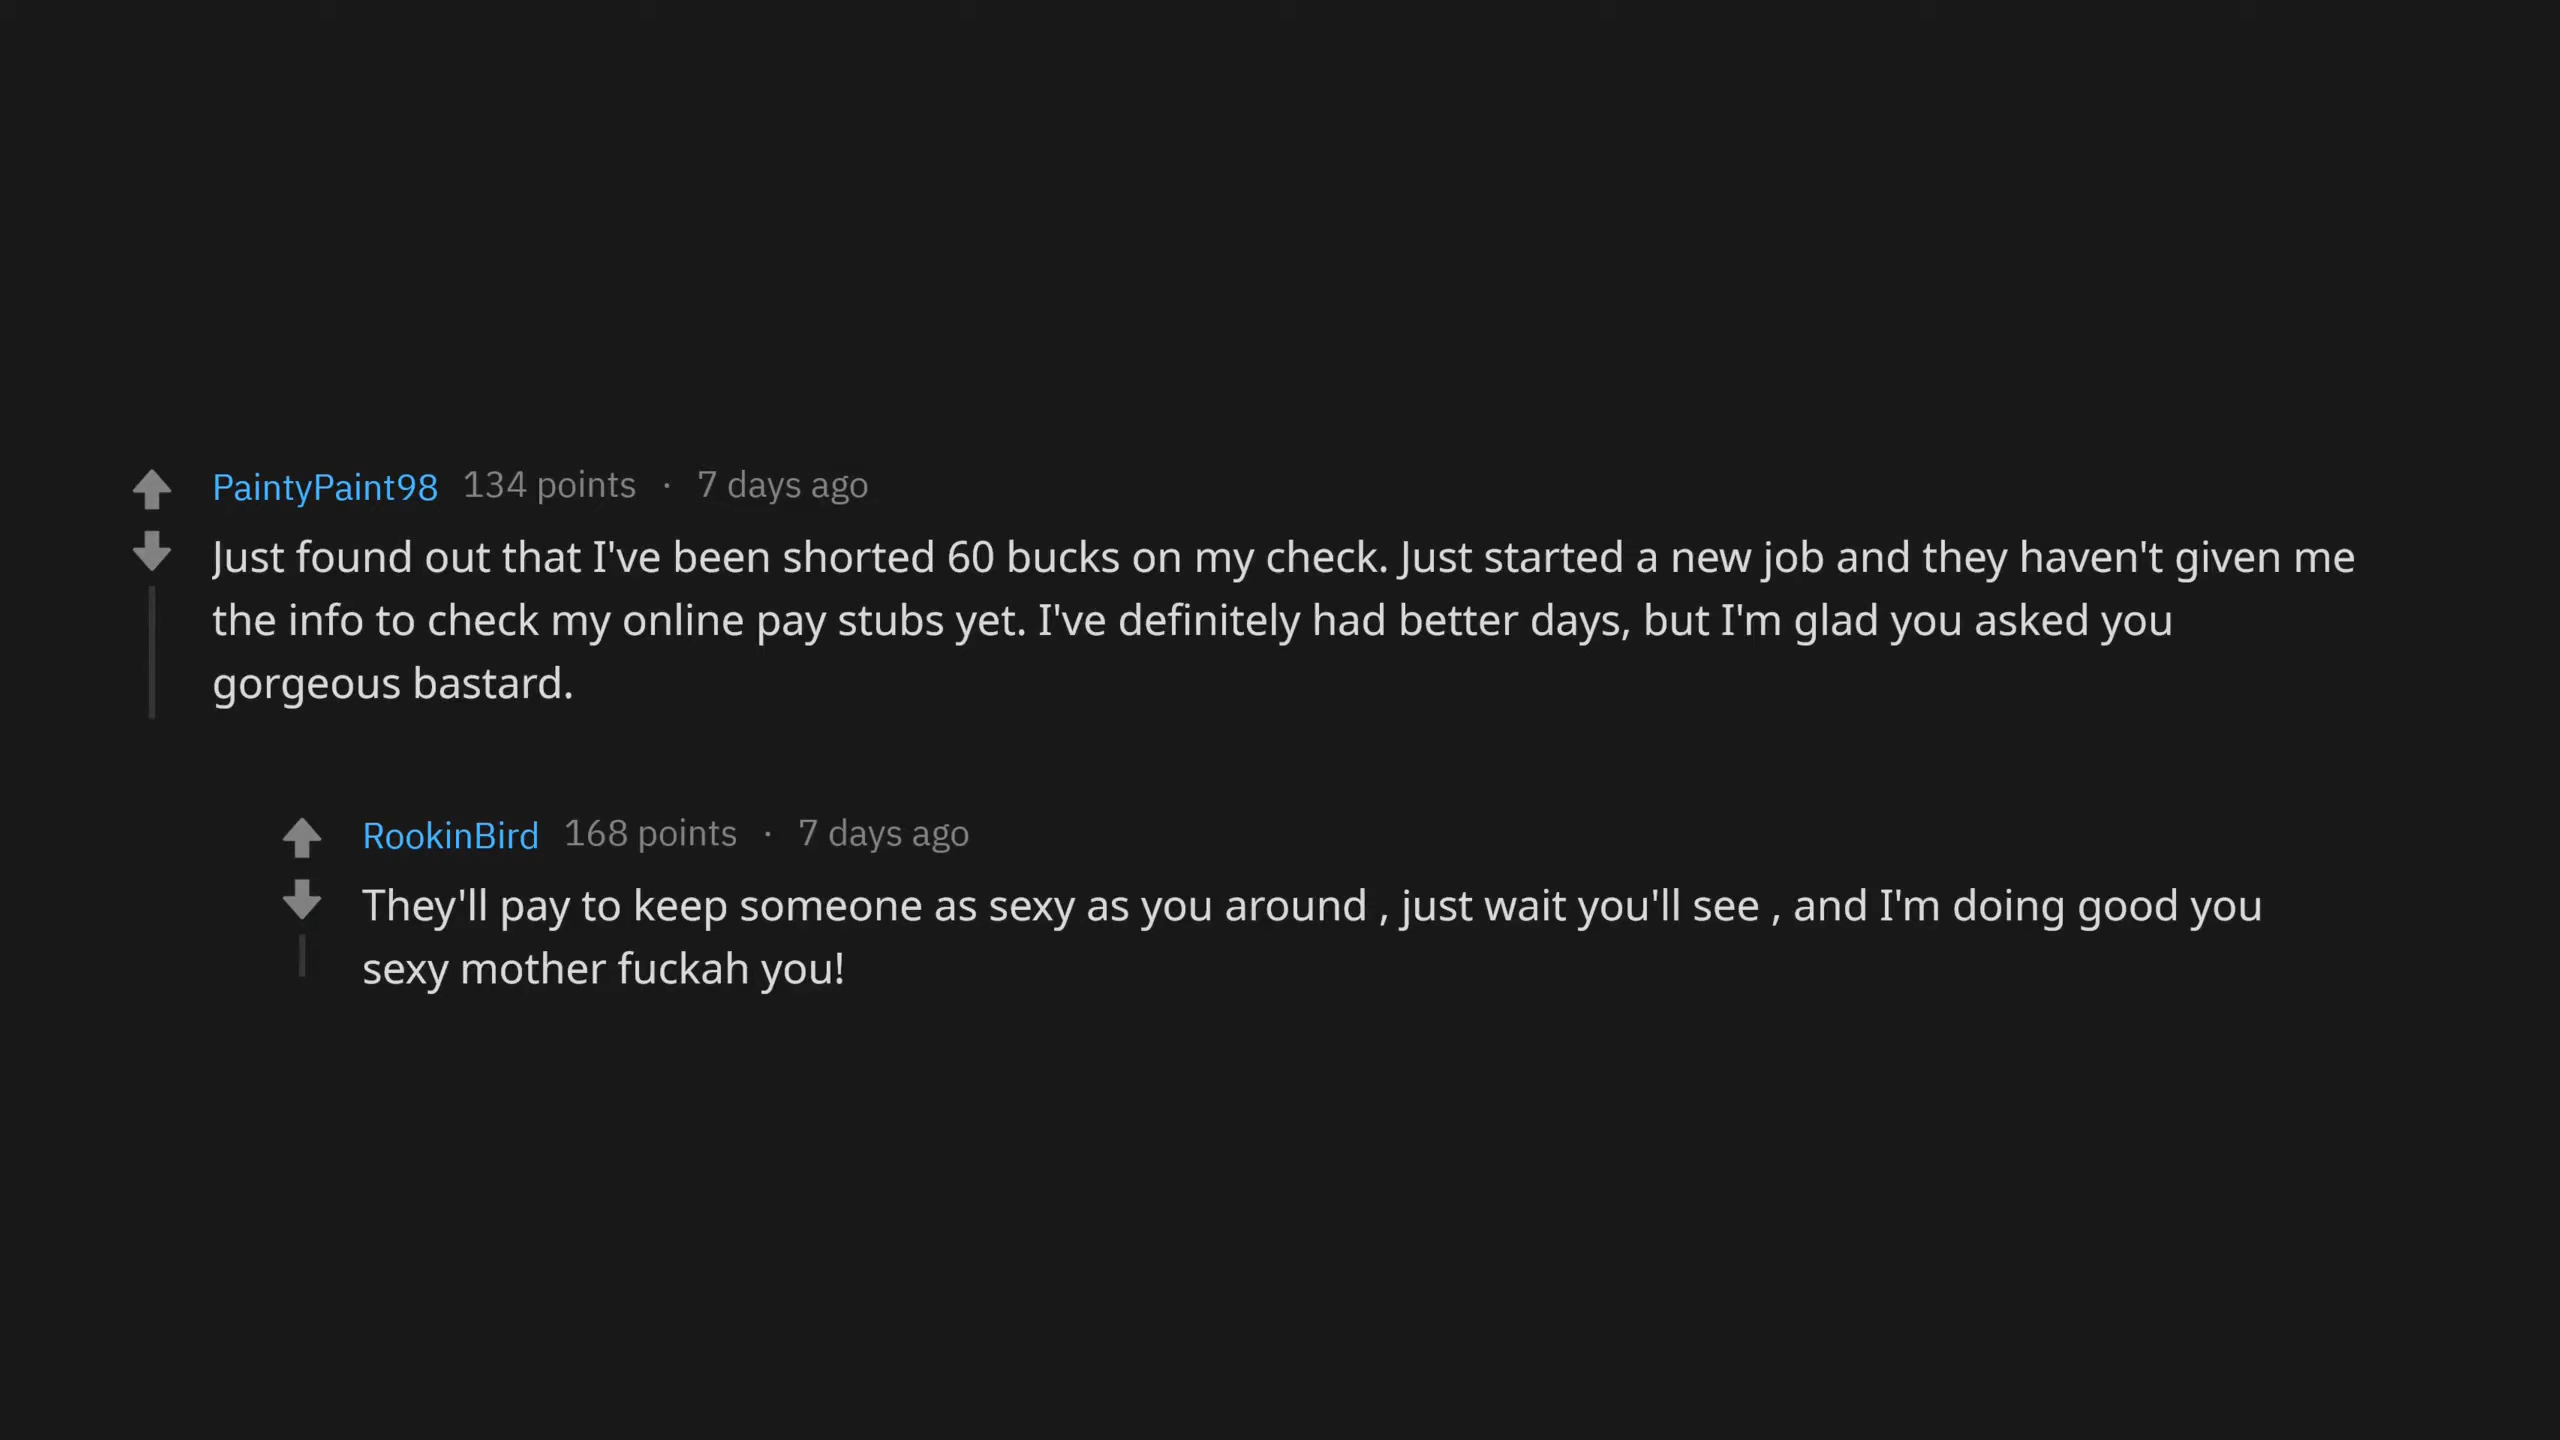 PaintyPaint98 134 points · 7 days ago
Just found out that I've been shorted 60 bucks on my check. Just started a new job and they haven't given me
the info to check my online pay stubs yet. I've definitely had better days, but I'm glad you asked you
gorgeous bastard.
RookinBird 168 points · 7 days ago
They'll pay to keep someone as sexy as you around , just wait you'll see , and I'm doing good you
sexy mother fuckah you!